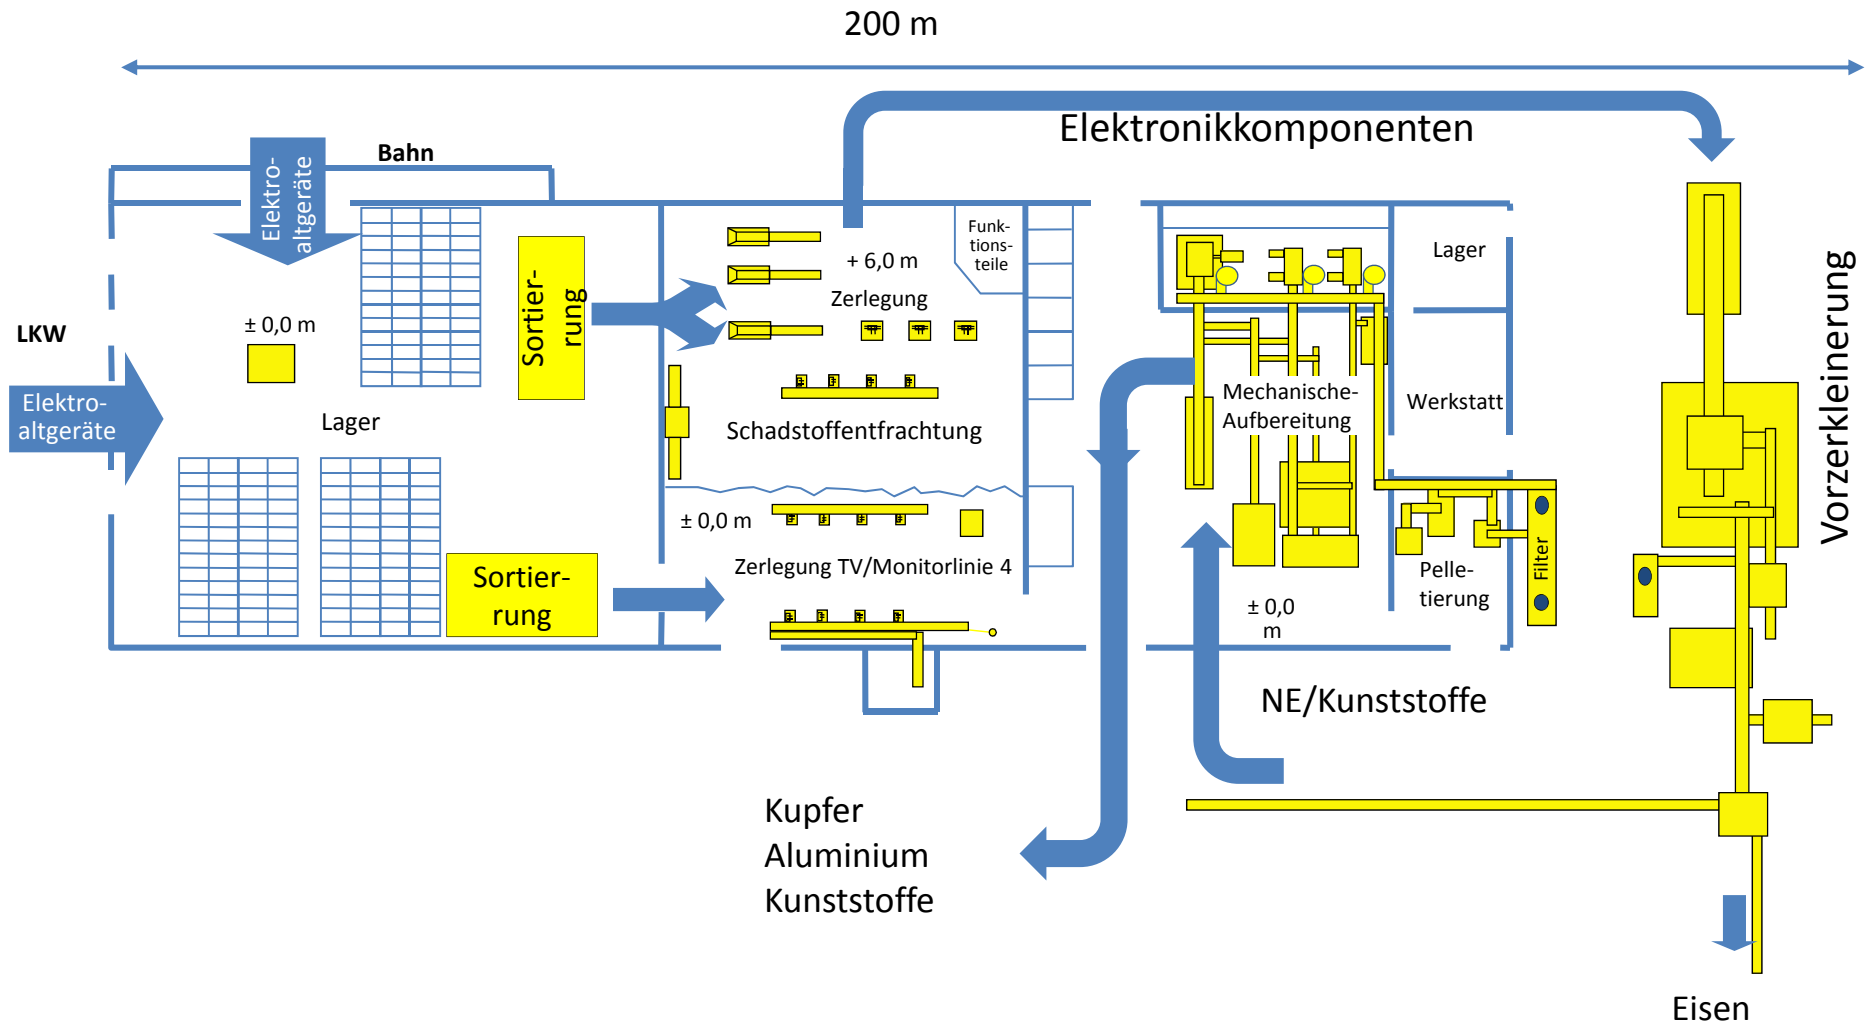 200 m
Elektronikkomponenten
Bahn
Elektro-
altgeräte
LKW
Elektro-
altgeräte
± 0,0 m
Lager
Sortier-
rung
Sortier-
rung
+ 6,0 m
Zerlegung
Funk-
tions-
teile
Schadstoffentfrachtung
± 0,0 m
Zerlegung TV/Monitorlinie 4
Mechanische-
Aufbereitung
± 0,0
m
Lager
Werkstatt
Pelle-
tierung
Filter
Vorzerkleinerung
NE/Kunststoffe
Kupfer
Aluminium
Kunststoffe
Eisen